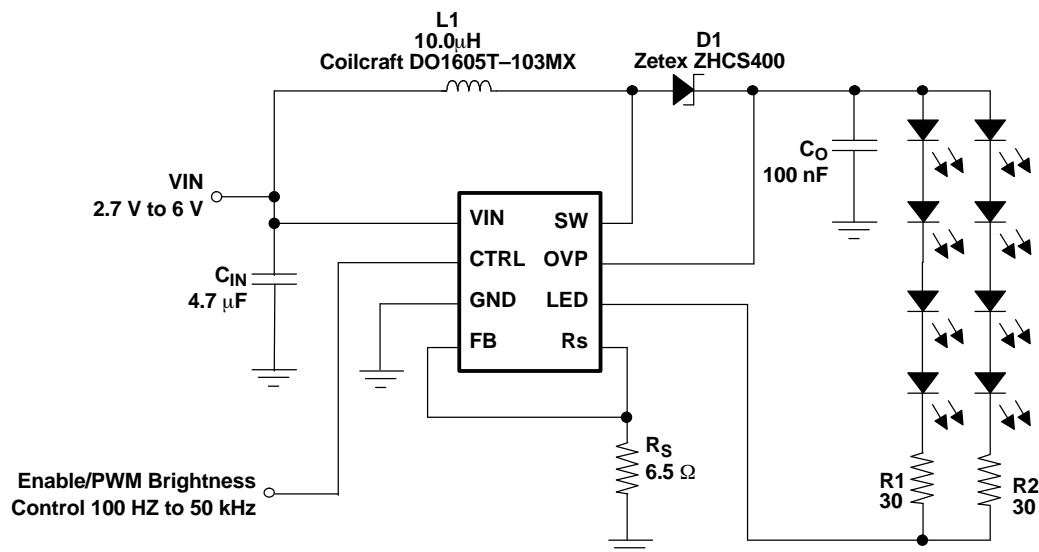 L1
10.0μH
Coilcraft DO1605T–103MX
D1
Zetex ZHCS400
VIN
2.7 V to 6 V
CIN
4.7 μF
VIN
SW
CTRL
OVP
GND
LED
FB
Rs
CO
100 nF
RS
6.5 Ω
R1
30
R2
30
Enable/PWM Brightness
Control 100 HZ to 50 kHz